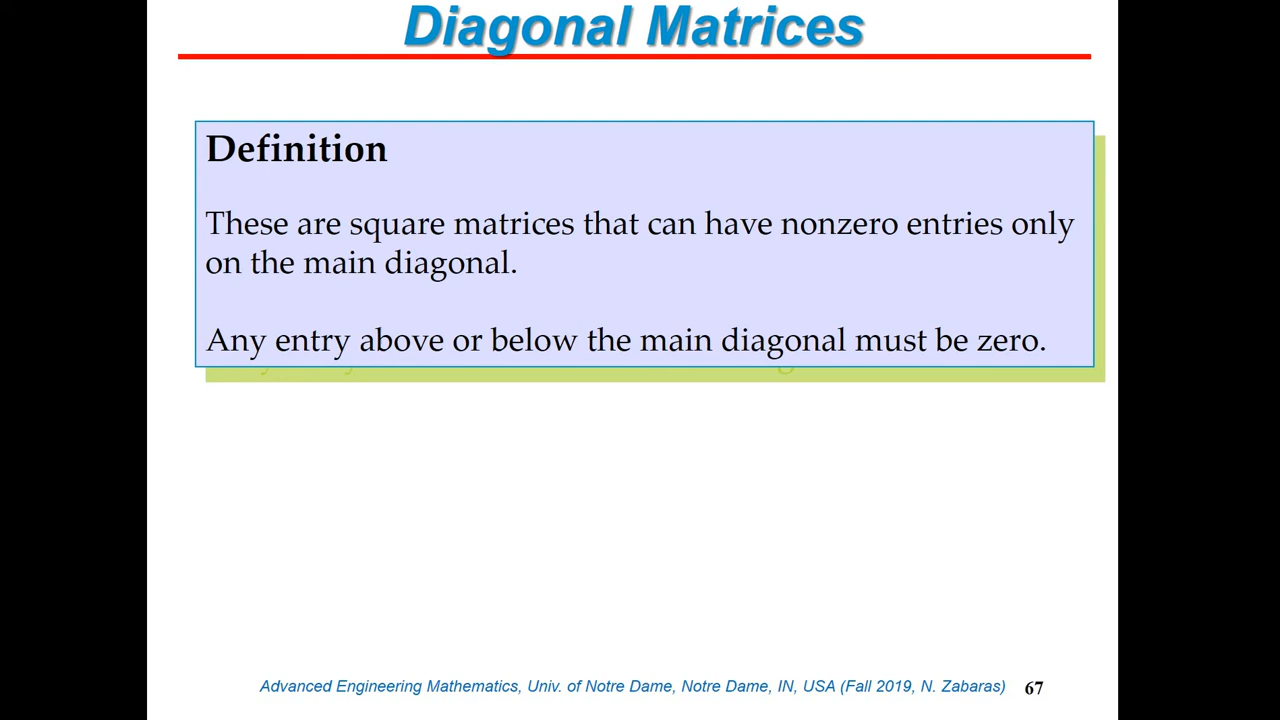 Diagonal Matrices
Definition
These are square matrices that can have nonzero entries only
on the main diagonal.
Any entry above or below the main diagonal must be zero.
Advanced Engineering Mathematics, Univ. of Notre Dame, Notre Dame, IN, USA (Fall 2019, N. Zabaras) 67